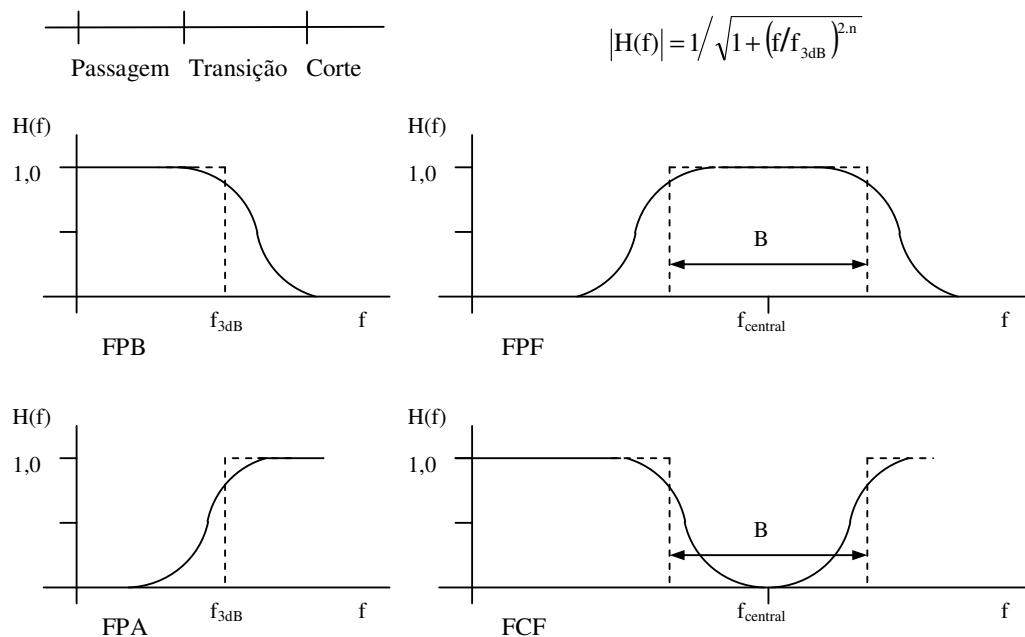 Passagem Transição Corte
|H(f)| = 1/√(1 + (f/f3dB)^2.n)
H(f)
1,0
f3dB
f
FPB
H(f)
1,0
B
fcentral
f
FPF
H(f)
1,0
f3dB
f
FPA
H(f)
1,0
B
fcentral
f
FCF